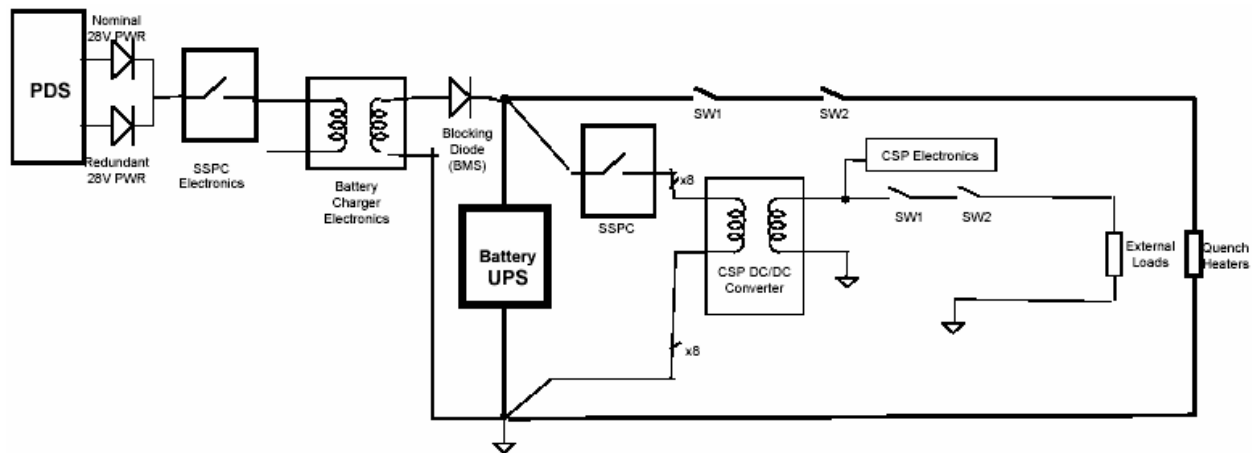 Nominal
28V PWR
PDS
Redundant
28V PWR
SSPC
Electronics
Battery
Charger
Electronics
Blocking
Diode
(BMS)
Battery
UPS
SSPC
x8
x8
SW1
SW2
CSP Electronics
SW1
SW2
CSP DC/DC
Converter
External
Loads
Quench
Heaters